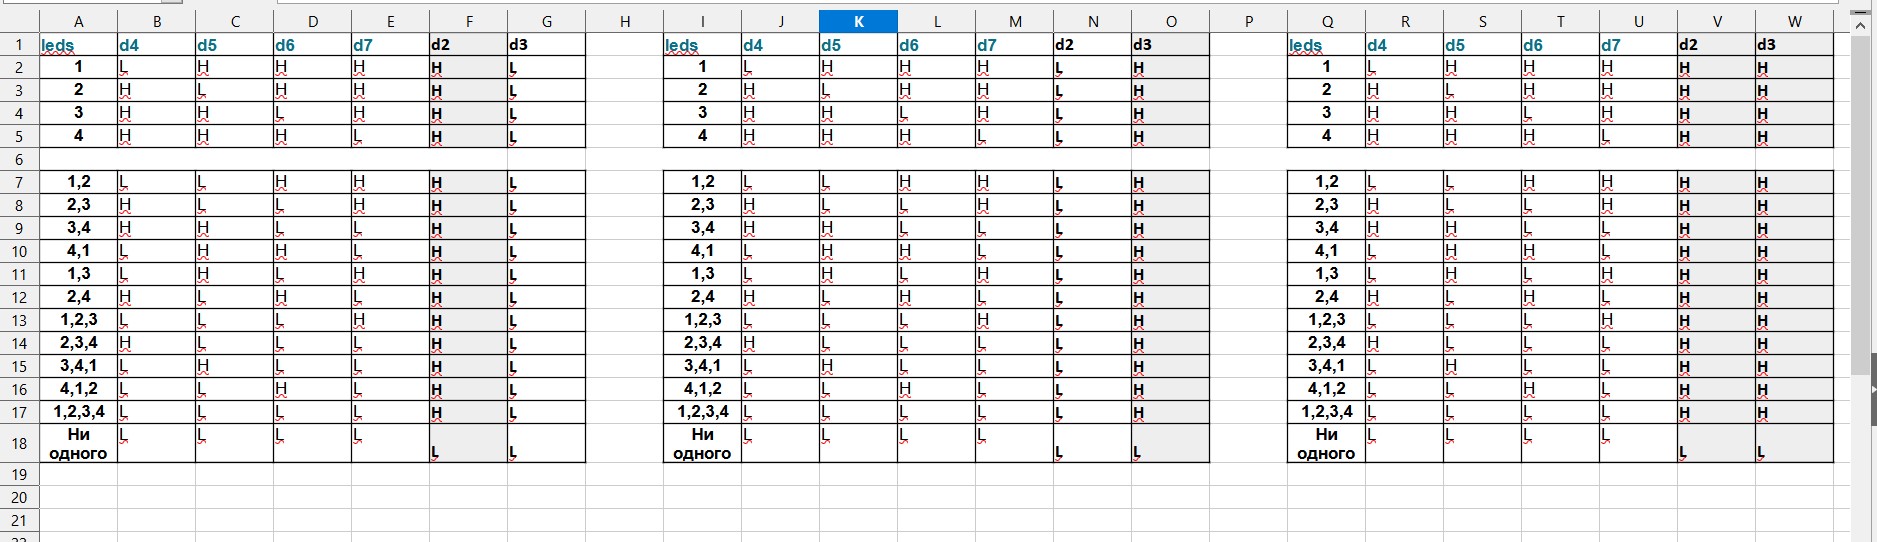 A B C D E F G H I J K L M N O P Q R S T U V W
1 leds d4 d5 d6 d7 d2 d3 leds d4 d5 d6 d7 d2 d3 leds d4 d5 d6 d7 d2 d3
2 1 L H H H H L 1 L H H H L H 1 L H H H H H
3 2 H L H H H L 2 H L H H L H 2 H L H H H H
4 3 H H L H H L 3 H H L H L H 3 H H L H H H
5 4 H H H L H L 4 H H H L L H 4 H H H L H H
6
7 1,2 L L H H H L 1,2 L L H H L H 1,2 L L H H H H
8 2,3 H L L H H L 2,3 H L L H L H 2,3 H L L H H H
9 3,4 H H L L H L 3,4 H H L L L H 3,4 H H L L H H
10 4,1 L H H L H L 4,1 L H H L L H 4,1 L H H L H H
11 1,3 L H L H H L 1,3 L H L H L H 1,3 L H L H H H
12 2,4 H L H L H L 2,4 H L H L L H 2,4 H L H L H H
13 1,2,3 L L L H H L 1,2,3 L L L H L H 1,2,3 L L L H H H
14 2,3,4 H L L L H L 2,3,4 H L L L L H 2,3,4 H L L L H H
15 3,4,1 L H L L H L 3,4,1 L H L L L H 3,4,1 L H L L H H
16 4,1,2 L L H L H L 4,1,2 L L H L L H 4,1,2 L L H L H H
17 1,2,3,4 L L L L H L 1,2,3,4 L L L L L H 1,2,3,4 L L L L H H
18 Ни одного L L L L L L Ни одного L L L L L L Ни одного L L L L L L
19
20
21